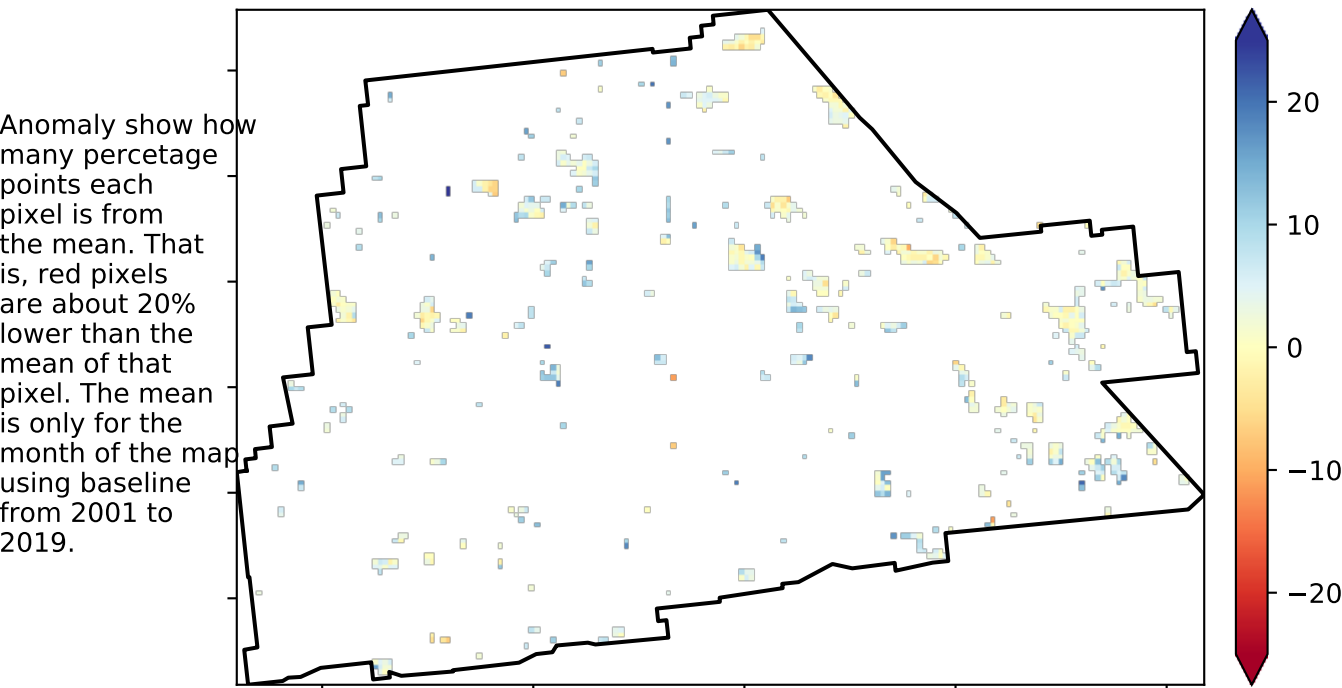 Anomaly show how
many percetage
points each
pixel is from
the mean. That
is, red pixels
are about 20%
lower than the
mean of that
pixel. The mean
is only for the
month of the map
using baseline
from 2001 to
2019.
20
10
0
−10
−20